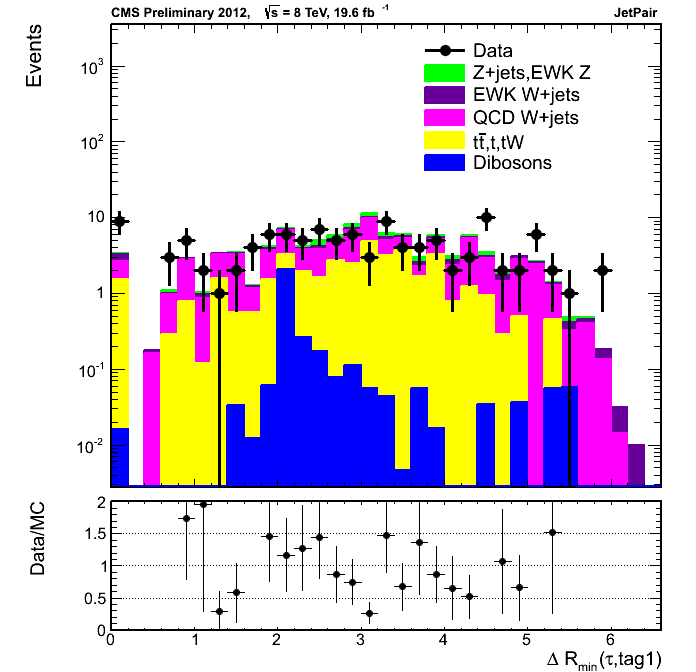 CMS Preliminary 2012, √s = 8 TeV, 19.6 fb⁻¹ JetPair
Events
Data
Z+jets,EWK Z
EWK W+jets
QCD W+jets
tt̄,t,tW
Dibosons
10³
10²
10
1
10⁻¹
10⁻²
Data/MC
2
1.5
1
0.5
0
0 1 2 3 4 5 6
Δ R_min(τ,tag1)